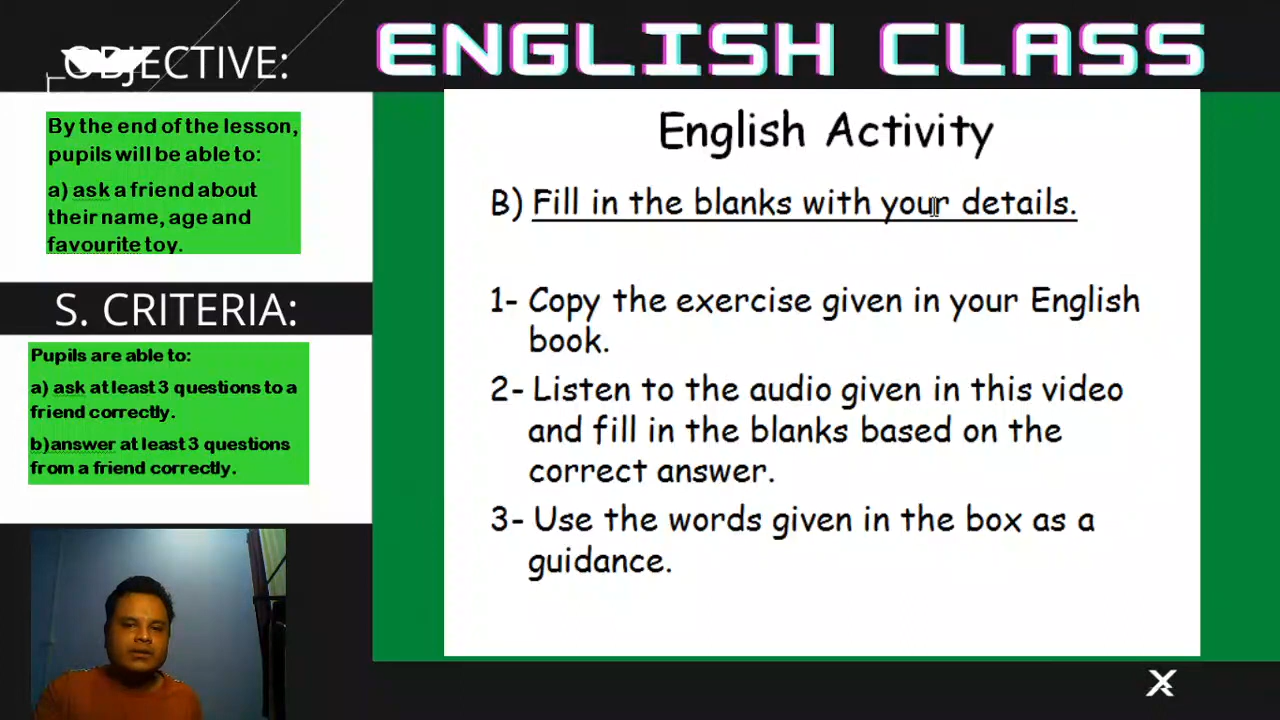 OBJECTIVE:
By the end of the lesson,
pupils will be able to:
a) ask a friend about
their name, age and
favourite toy.
S. CRITERIA:
Pupils are able to:
a) ask at least 3 questions to a
friend correctly.
b)answer at least 3 questions
from a friend correctly.
ENGLISH CLASS
English Activity
B) Fill in the blanks with your details.
1- Copy the exercise given in your English
book.
2- Listen to the audio given in this video
and fill in the blanks based on the
correct answer.
3- Use the words given in the box as a
guidance.